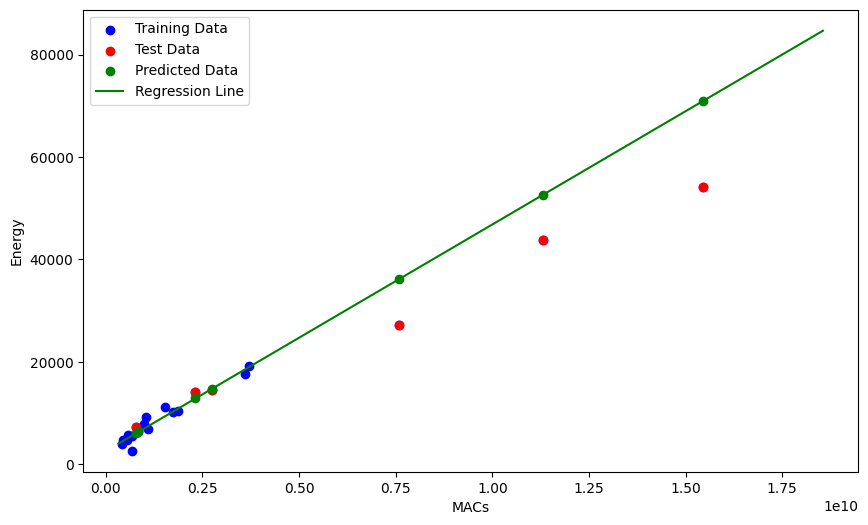 Training Data
Test Data
Predicted Data
Regression Line
80000
60000
40000
20000
0
Energy
0.00 0.25 0.50 0.75 1.00 1.25 1.50 1.75
1e10
MACs